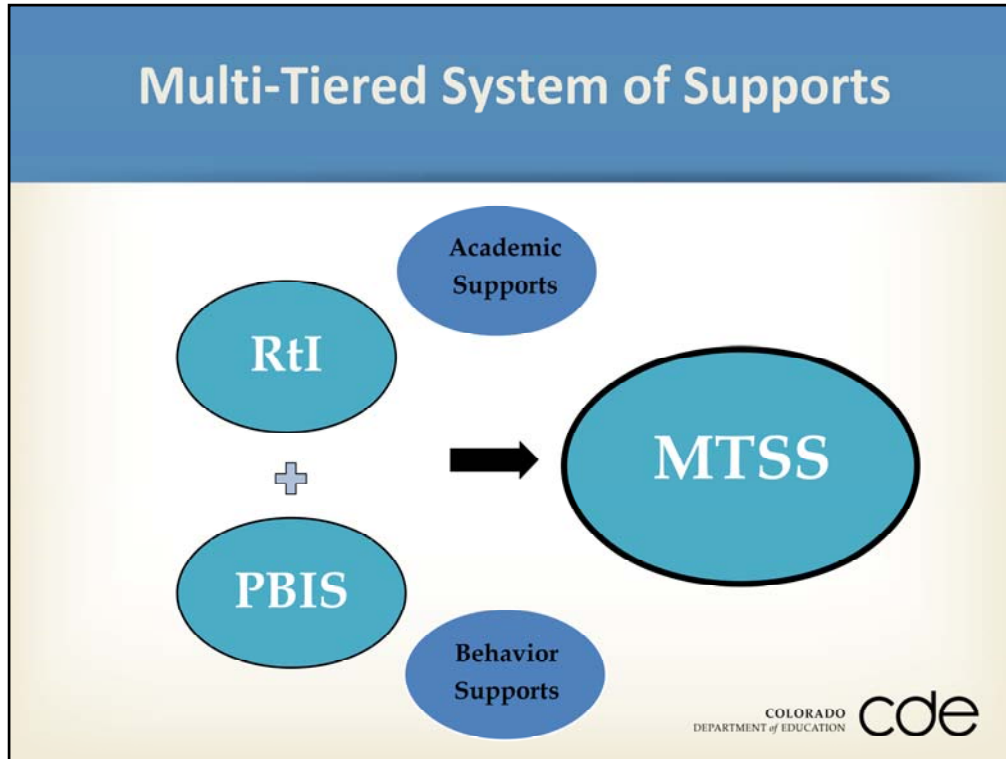 Multi-Tiered System of Supports
Academic
Supports
RtI
MTSS
+
PBIS
Behavior
Supports
COLORADO
DEPARTMENT of EDUCATION
cde